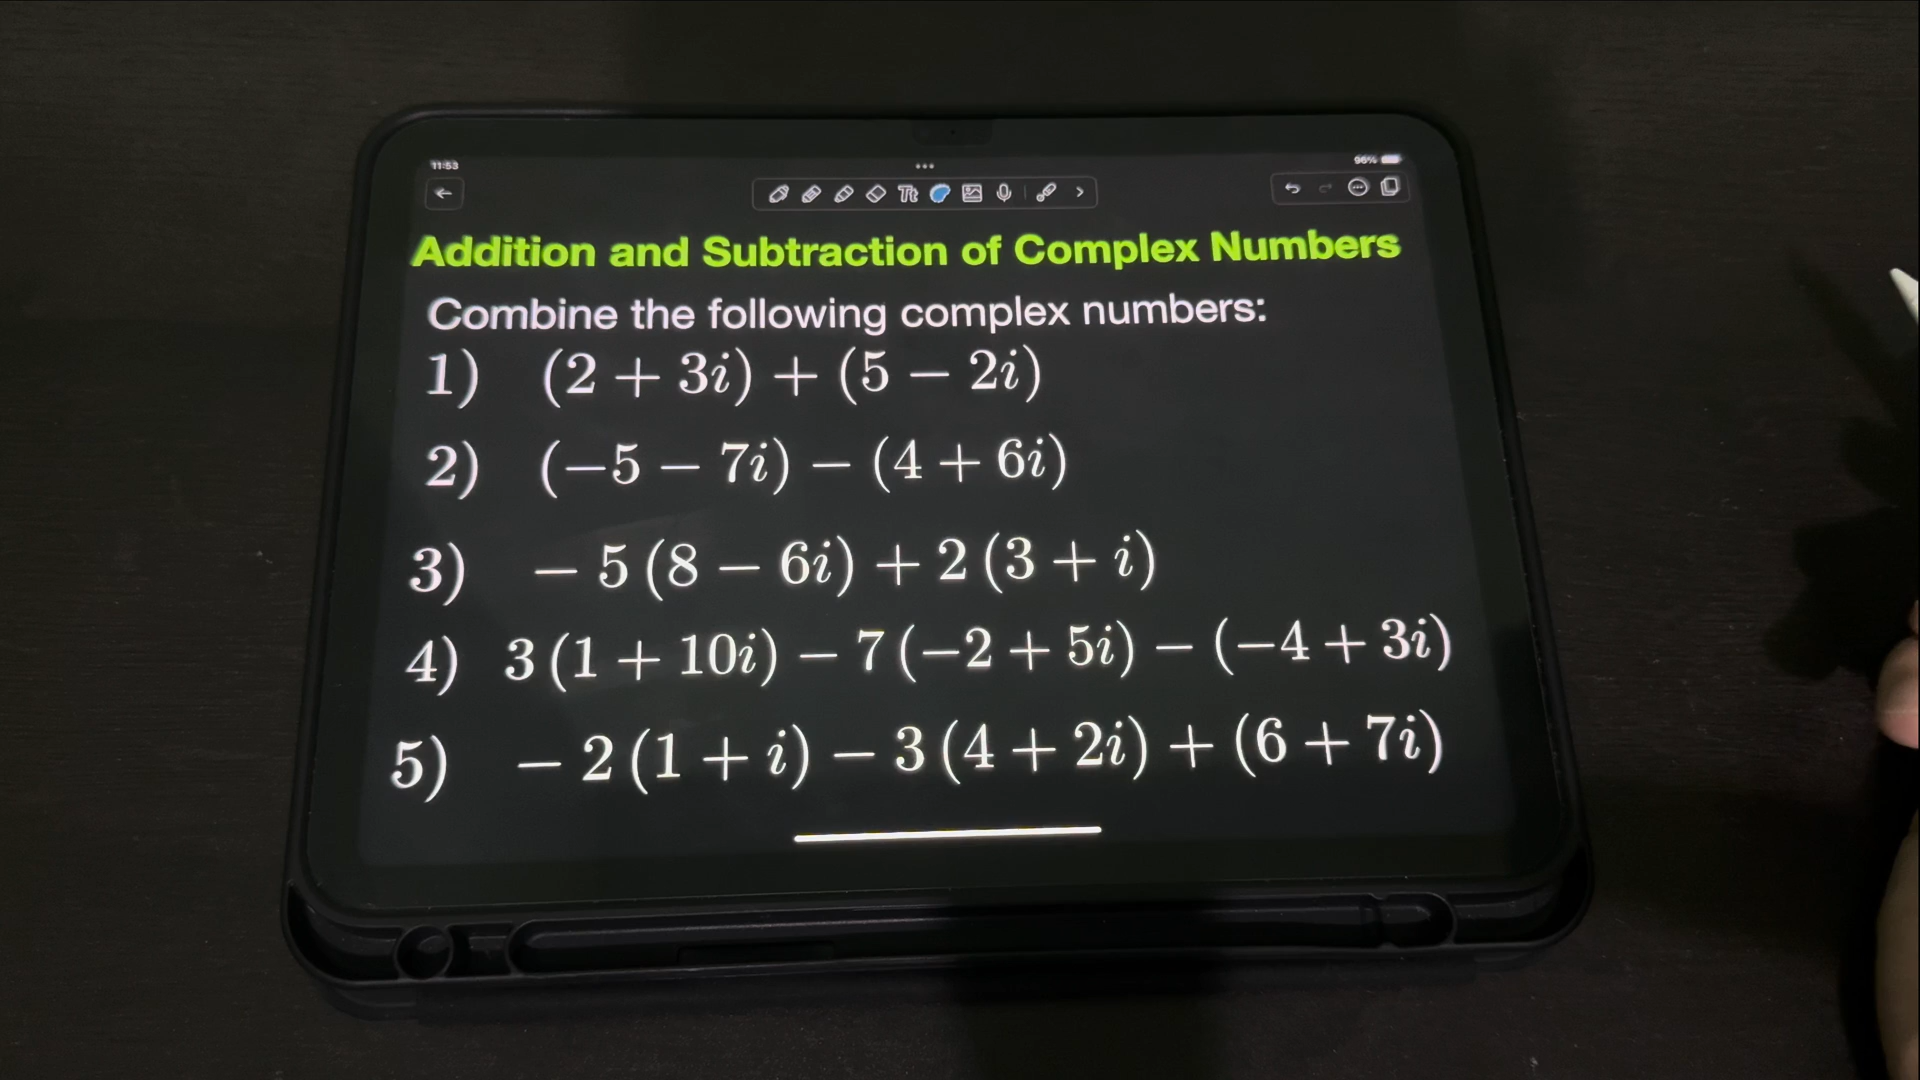 11:53
96%
Tt
Addition and Subtraction of Complex Numbers
Combine the following complex numbers:
1) (2 + 3i) + (5 − 2i)
2) (−5 − 7i) − (4 + 6i)
3) − 5 (8 − 6i) + 2 (3 + i)
4) 3 (1 + 10i) − 7 (−2 + 5i) − (−4 + 3i)
5) − 2 (1 + i) − 3 (4 + 2i) + (6 + 7i)